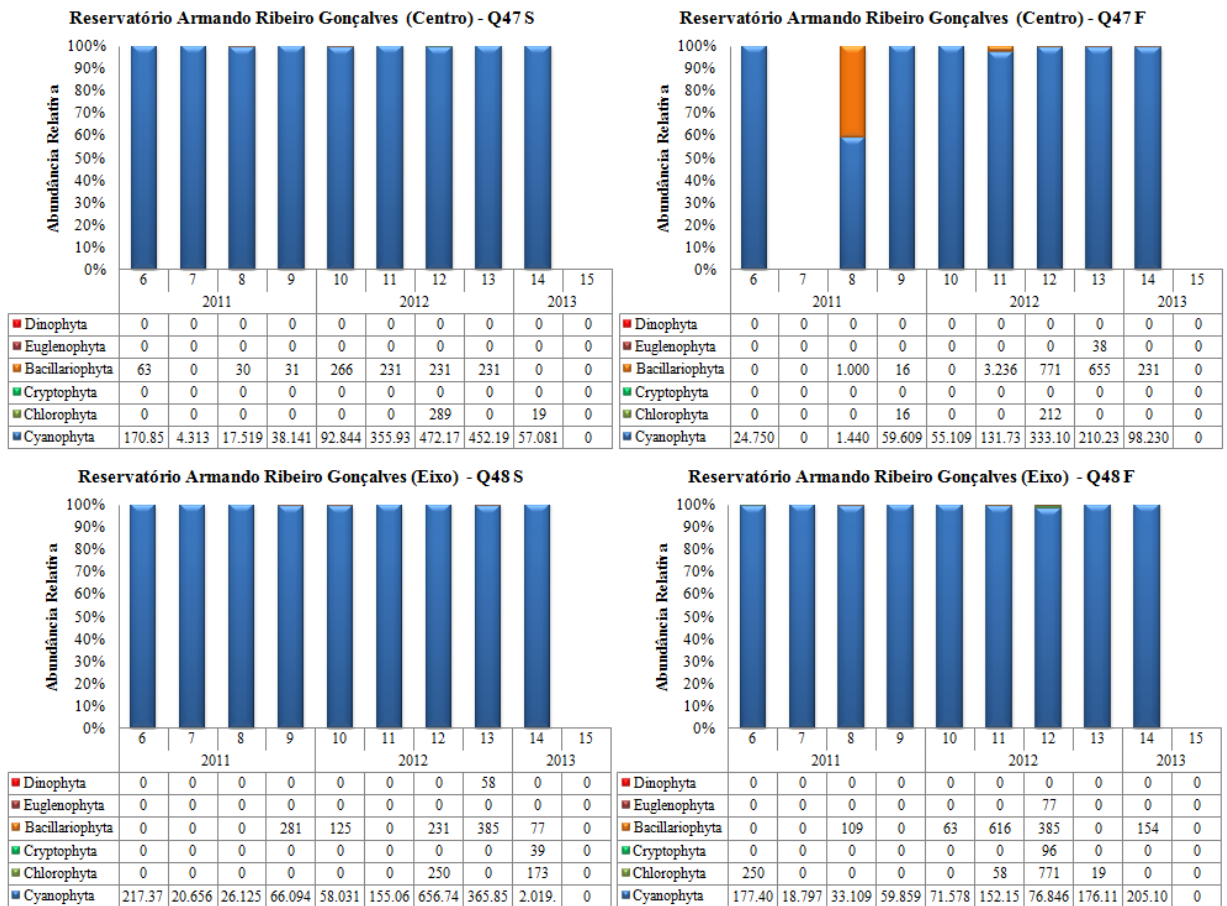 Reservatório Armando Ribeiro Gonçalves (Centro) - Q47 S
Abundância Relativa
100%
90%
80%
70%
60%
50%
40%
30%
20%
10%
0%
6 7 8 9 10 11 12 13 14 15
2011 2012 2013
Dinophyta 0 0 0 0 0 0 0 0 0 0
Euglenophyta 0 0 0 0 0 0 0 0 0 0
Bacillariophyta 63 0 30 31 266 231 231 231 0 0
Cryptophyta 0 0 0 0 0 0 0 0 0 0
Chlorophyta 0 0 0 0 0 0 289 0 19 0
Cyanophyta 170.85 4.313 17.519 38.141 92.844 355.93 472.17 452.19 57.081 0
Reservatório Armando Ribeiro Gonçalves (Centro) - Q47 F
Abundância Relativa
100%
90%
80%
70%
60%
50%
40%
30%
20%
10%
0%
6 7 8 9 10 11 12 13 14 15
2011 2012 2013
Dinophyta 0 0 0 0 0 0 0 0 0 0
Euglenophyta 0 0 0 0 0 0 0 38 0 0
Bacillariophyta 0 0 1.000 16 0 3.236 771 655 231 0
Cryptophyta 0 0 0 0 0 0 0 0 0 0
Chlorophyta 0 0 0 16 0 0 212 0 0 0
Cyanophyta 24.750 0 1.440 59.609 55.109 131.73 333.10 210.23 98.230 0
Reservatório Armando Ribeiro Gonçalves (Eixo) - Q48 S
Abundância Relativa
100%
90%
80%
70%
60%
50%
40%
30%
20%
10%
0%
6 7 8 9 10 11 12 13 14 15
2011 2012 2013
Dinophyta 0 0 0 0 0 0 0 58 0 0
Euglenophyta 0 0 0 0 0 0 0 0 0 0
Bacillariophyta 0 0 0 281 125 0 231 385 77 0
Cryptophyta 0 0 0 0 0 0 0 0 39 0
Chlorophyta 0 0 0 0 0 0 250 0 173 0
Cyanophyta 217.37 20.656 26.125 66.094 58.031 155.06 656.74 365.85 2.019. 0
Reservatório Armando Ribeiro Gonçalves (Eixo) - Q48 F
Abundância Relativa
100%
90%
80%
70%
60%
50%
40%
30%
20%
10%
0%
6 7 8 9 10 11 12 13 14 15
2011 2012 2013
Dinophyta 0 0 0 0 0 0 0 0 0 0
Euglenophyta 0 0 0 0 0 0 77 0 0 0
Bacillariophyta 0 0 109 0 63 616 385 0 154 0
Cryptophyta 0 0 0 0 0 0 96 0 0 0
Chlorophyta 250 0 0 0 0 58 771 19 0 0
Cyanophyta 177.40 18.797 33.109 59.859 71.578 152.15 76.846 176.11 205.10 0